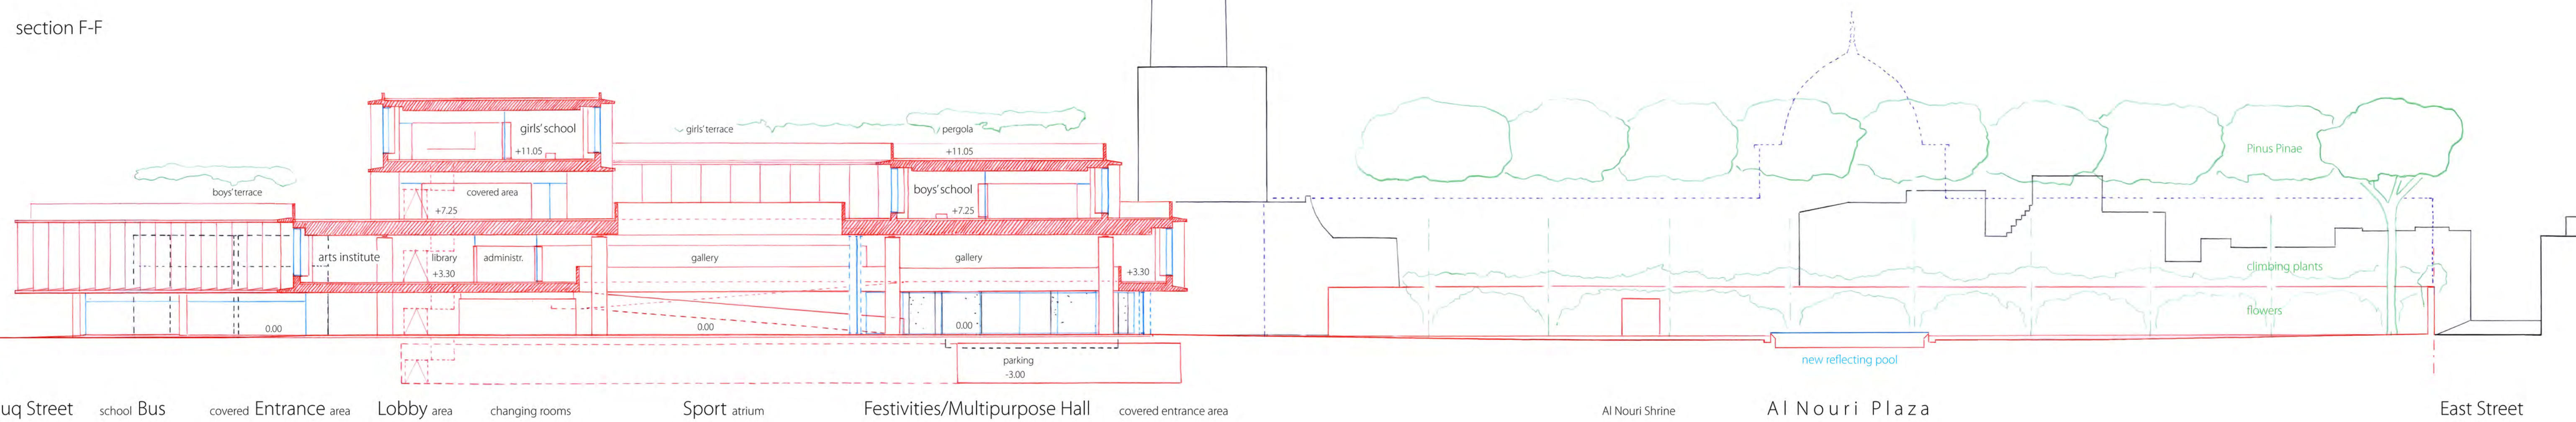 section F-F
girls' school
+11.05
girls' terrace
pergola
+11.05
Pinus Pinae
boys' terrace
covered area
+7.25
boys' school
+7.25
arts institute
library
+3.30
administr.
gallery
gallery
+3.30
climbing plants
0.00
0.00
0.00
flowers
parking
-3.00
new reflecting pool
uq Street school Bus covered Entrance area Lobby area changing rooms Sport atrium Festivities/Multipurpose Hall covered entrance area Al Nouri Shrine Al Nouri Plaza East Street